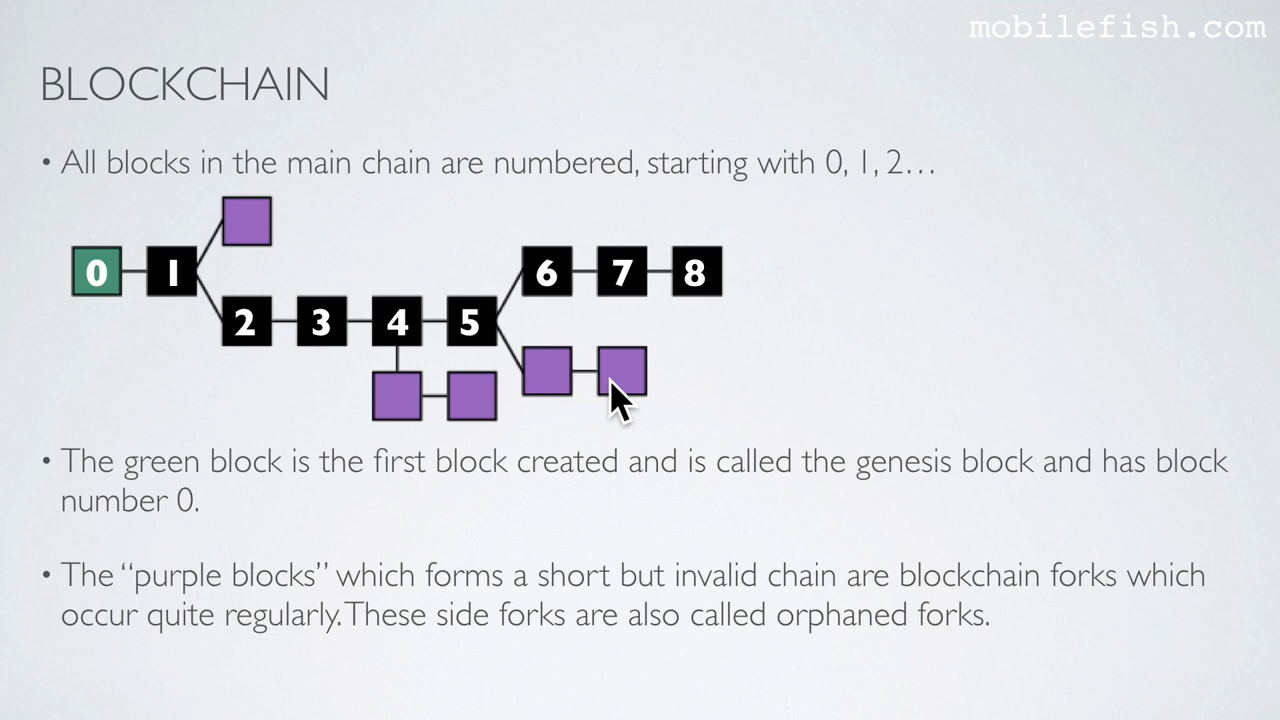 mobilefish.com
BLOCKCHAIN
• All blocks in the main chain are numbered, starting with 0, 1, 2…
0 1 6 7 8
2 3 4 5
• The green block is the first block created and is called the genesis block and has block
number 0.
• The “purple blocks” which forms a short but invalid chain are blockchain forks which
occur quite regularly. These side forks are also called orphaned forks.